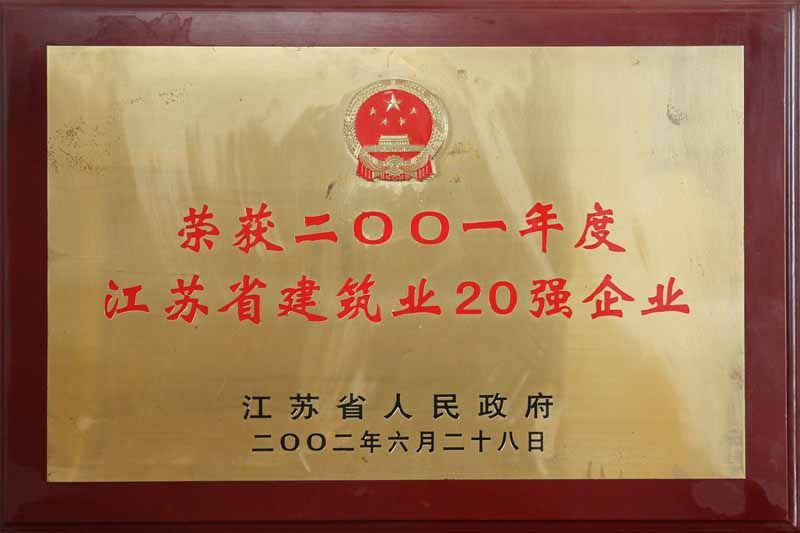 荣获二〇〇一年度
江苏省建筑业20强企业
江苏省人民政府
二〇〇二年六月二十八日